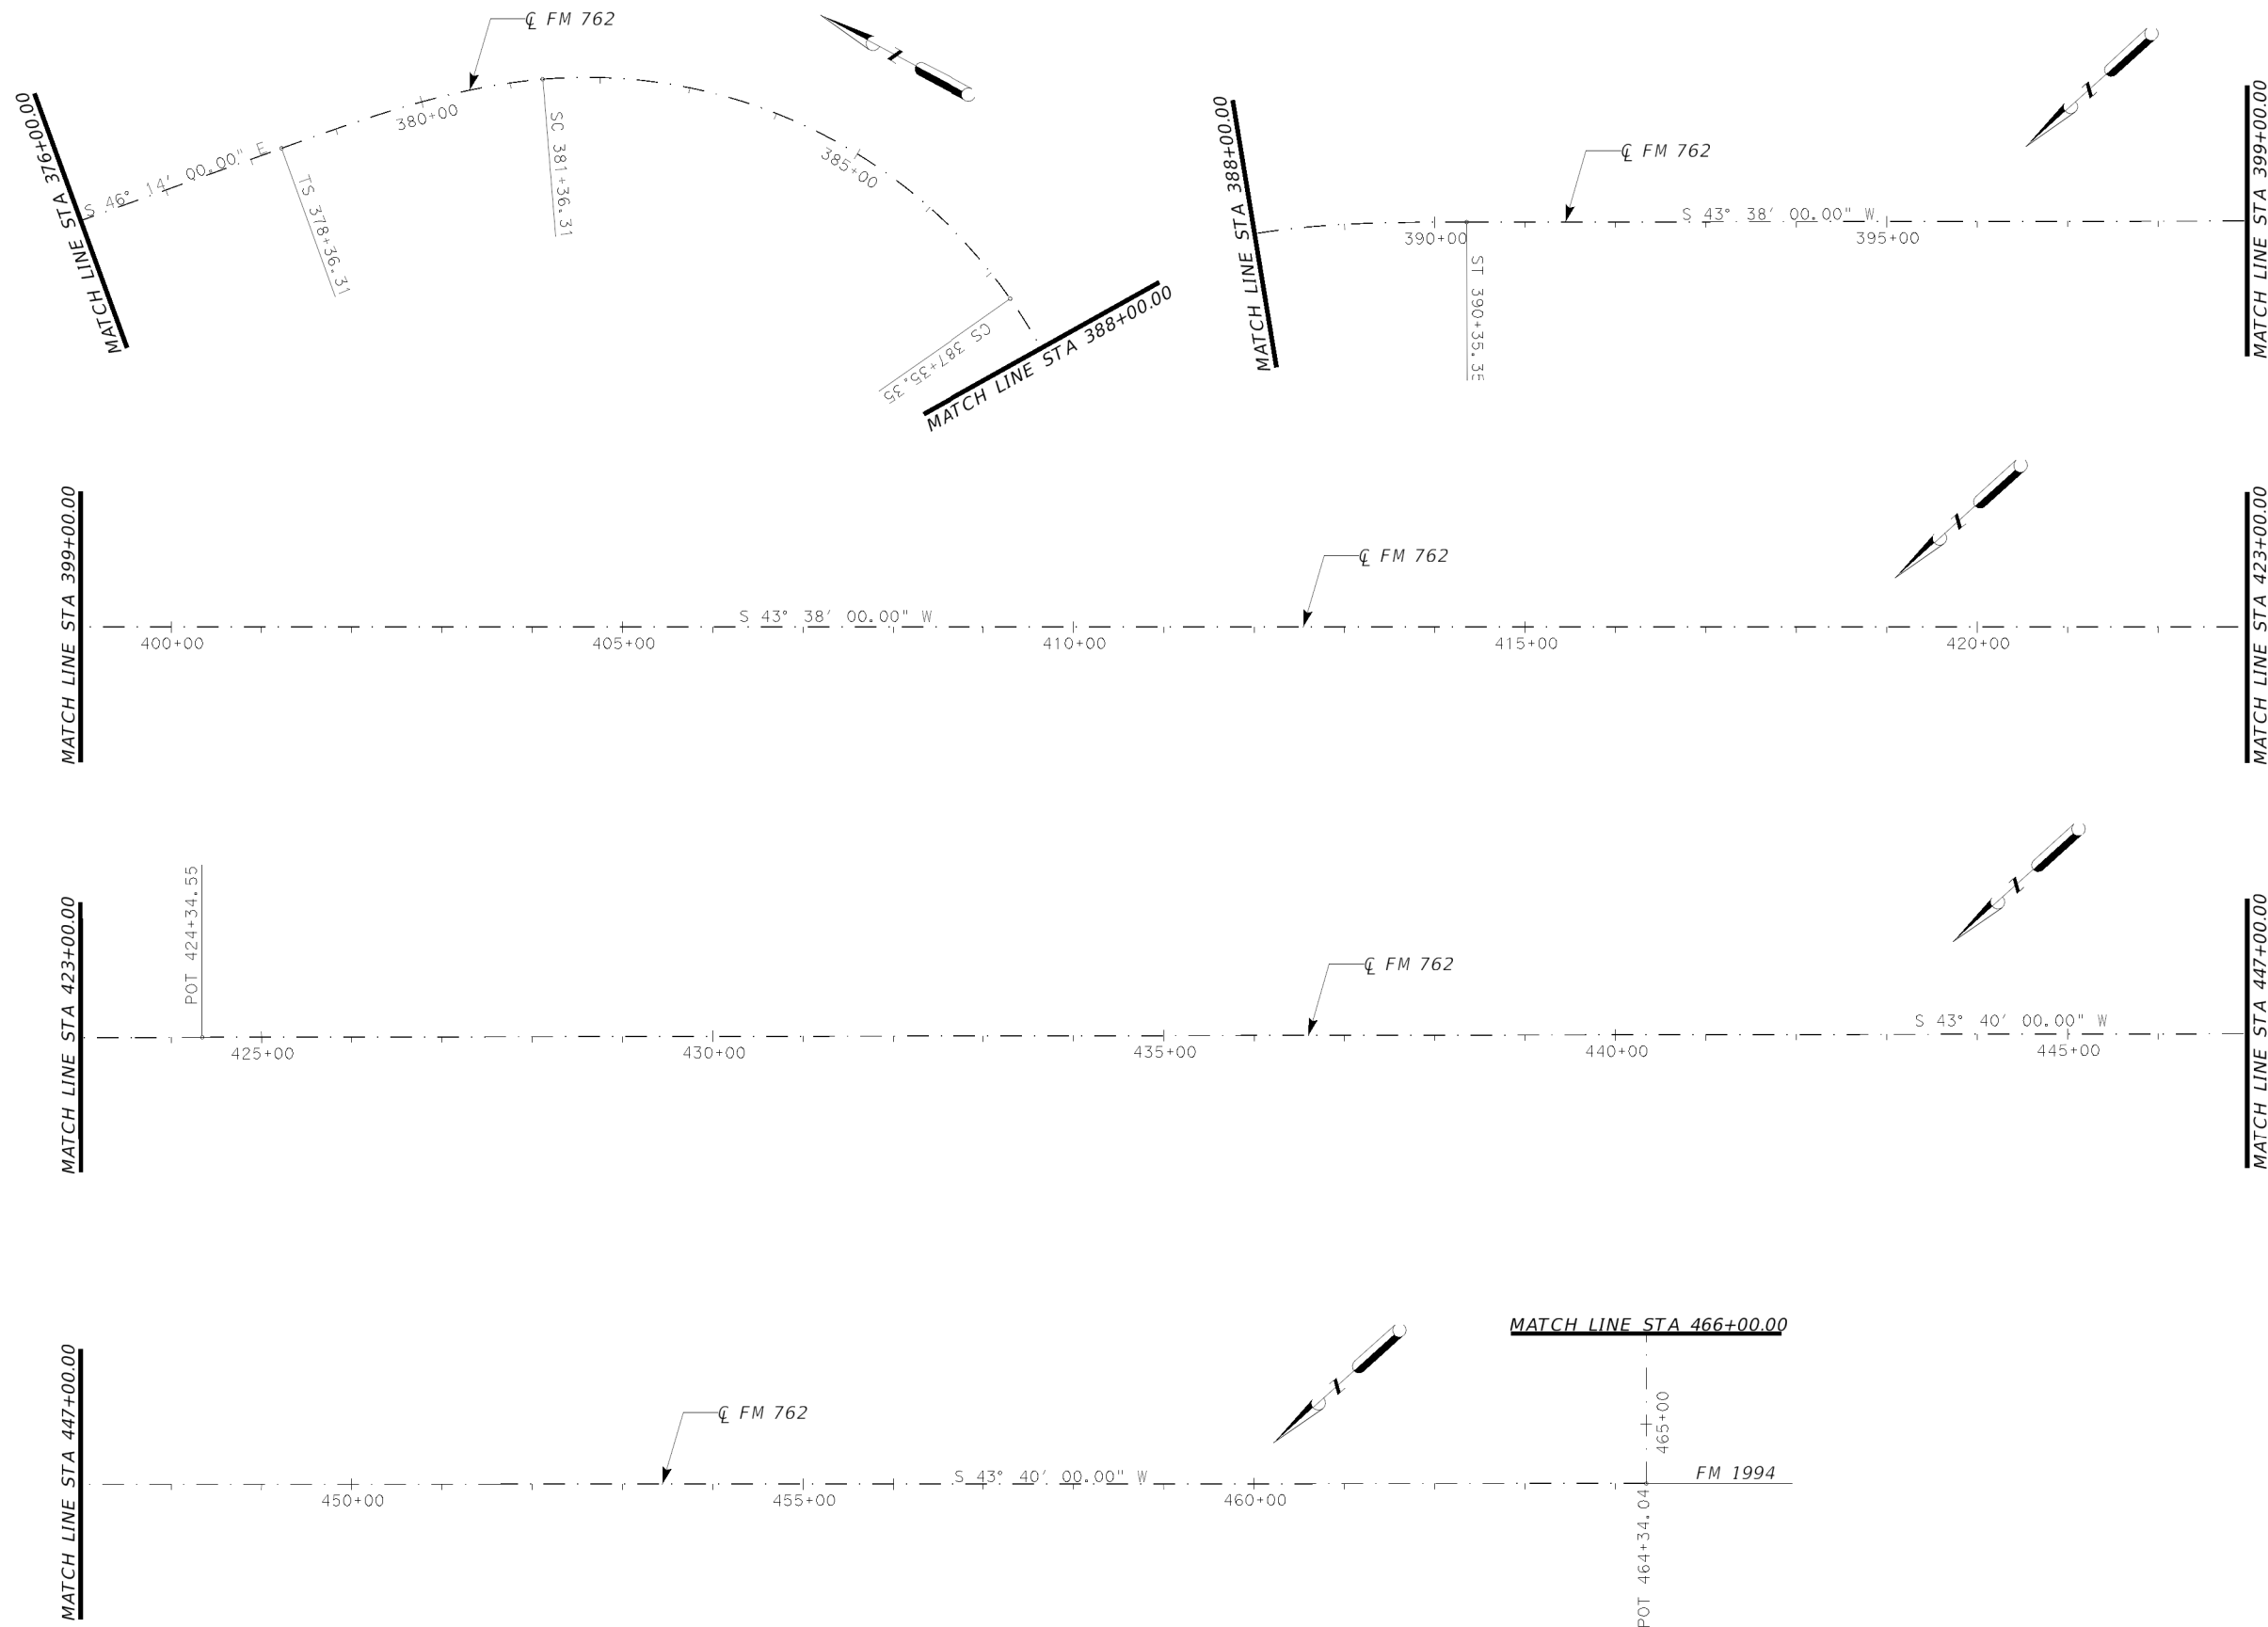 ℄ FM 762
MATCH LINE STA 376+00.00
S 46° 14' 00.00" E
TS 378+36.31
380+00
SC 381+36.31
385+00
CS 387+35.35
MATCH LINE STA 388+00.00
MATCH LINE STA 388+00.00
℄ FM 762
390+00
ST 390+35.35
S 43° 38' 00.00" W
395+00
MATCH LINE STA 399+00.00
MATCH LINE STA 399+00.00
400+00
405+00
S 43° 38' 00.00" W
410+00
℄ FM 762
415+00
420+00
MATCH LINE STA 423+00.00
MATCH LINE STA 423+00.00
POT 424+34.55
425+00
430+00
435+00
℄ FM 762
440+00
S 43° 40' 00.00" W
445+00
MATCH LINE STA 447+00.00
MATCH LINE STA 447+00.00
450+00
℄ FM 762
455+00
S 43° 40' 00.00" W
460+00
MATCH LINE STA 466+00.00
465+00
FM 1994
POT 464+34.04